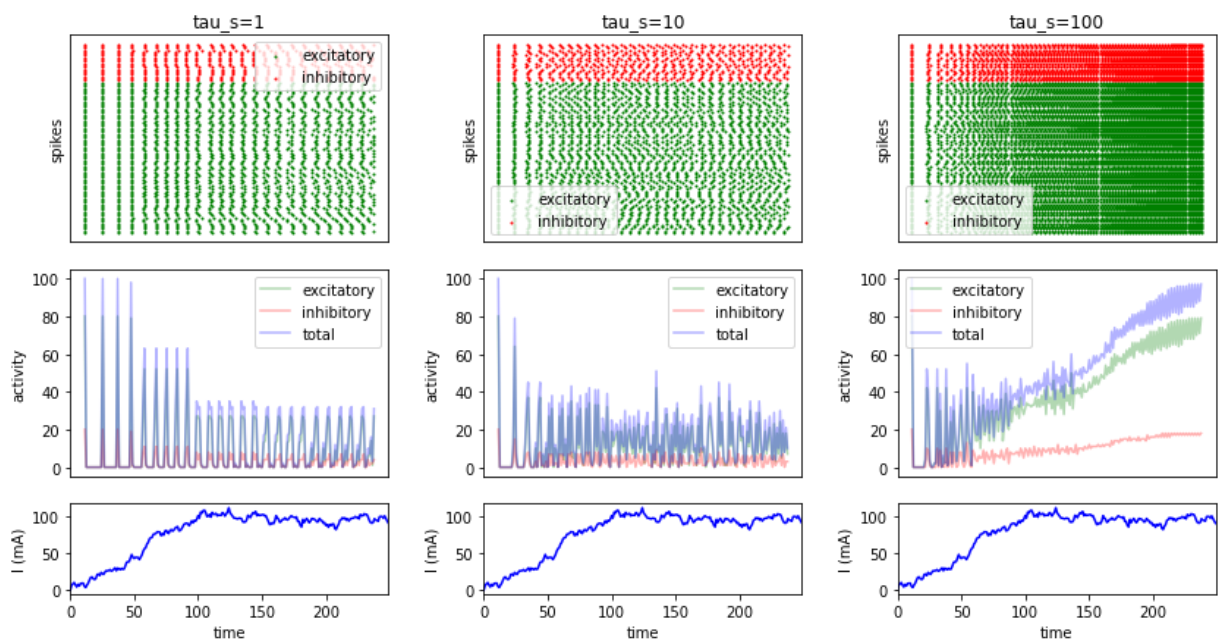 tau_s=1
tau_s=10
tau_s=100
spikes
excitatory
inhibitory
spikes
excitatory
inhibitory
spikes
excitatory
inhibitory
activity
100
80
60
40
20
0
excitatory
inhibitory
total
activity
100
80
60
40
20
0
excitatory
inhibitory
total
activity
100
80
60
40
20
0
excitatory
inhibitory
total
I (mA)
100
50
0
0 50 100 150 200
time
I (mA)
100
50
0
0 50 100 150 200
time
I (mA)
100
50
0
0 50 100 150 200
time